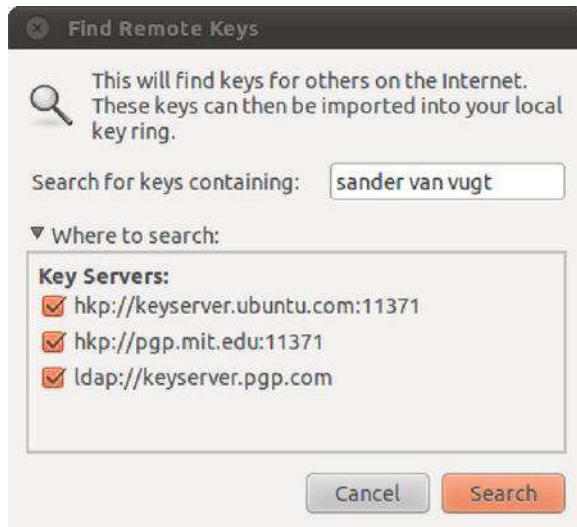 Find Remote Keys
This will find keys for others on the Internet.
These keys can then be imported into your local
key ring.
Search for keys containing: sander van vugt
Where to search:
Key Servers:
hkp://keyserver.ubuntu.com:11371
hkp://pgp.mit.edu:11371
ldap://keyserver.pgp.com
Cancel Search